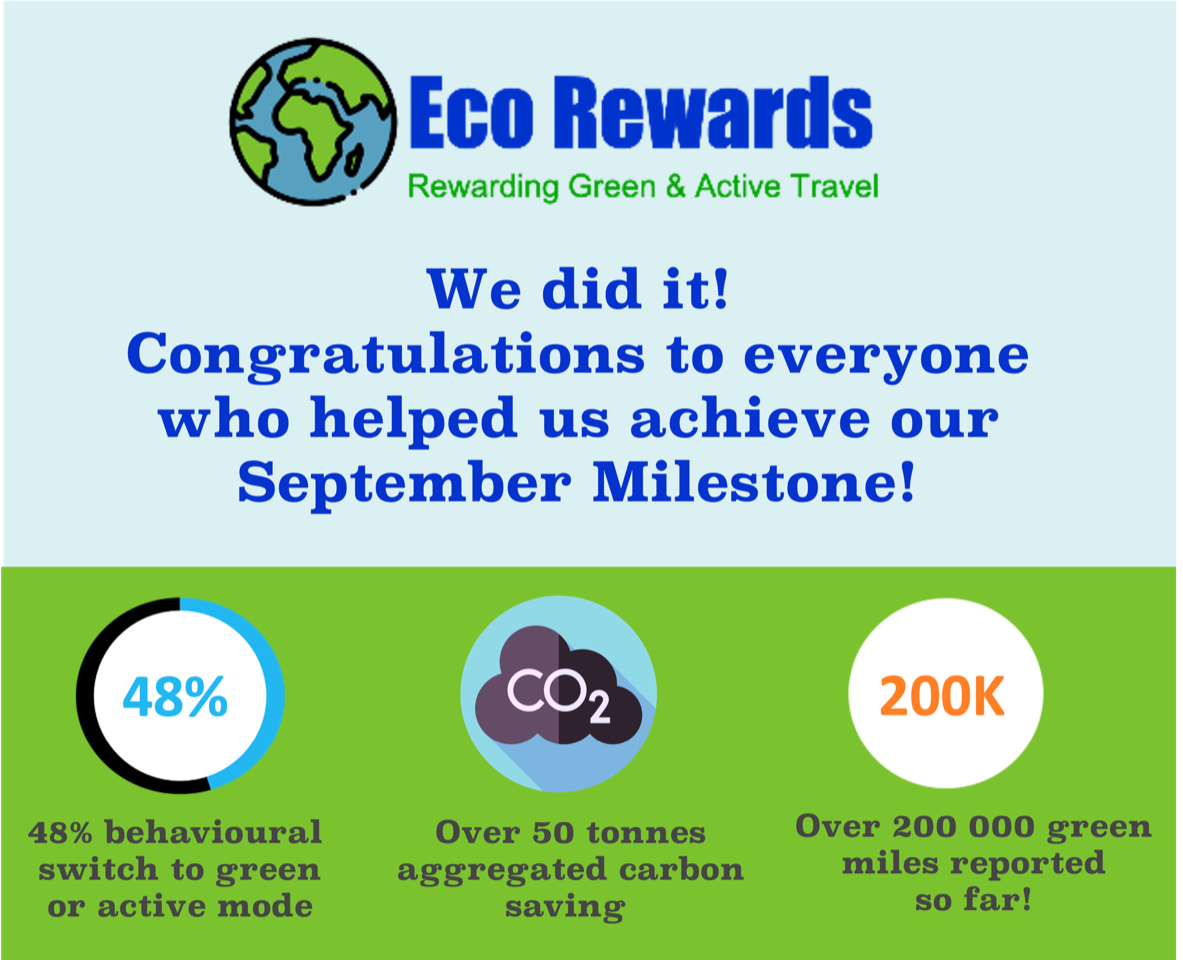 Eco Rewards
Rewarding Green & Active Travel
We did it!
Congratulations to everyone
who helped us achieve our
September Milestone!
48%
CO₂
200K
48% behavioural
switch to green
or active mode
Over 50 tonnes
aggregated carbon
saving
Over 200 000 green
miles reported
so far!